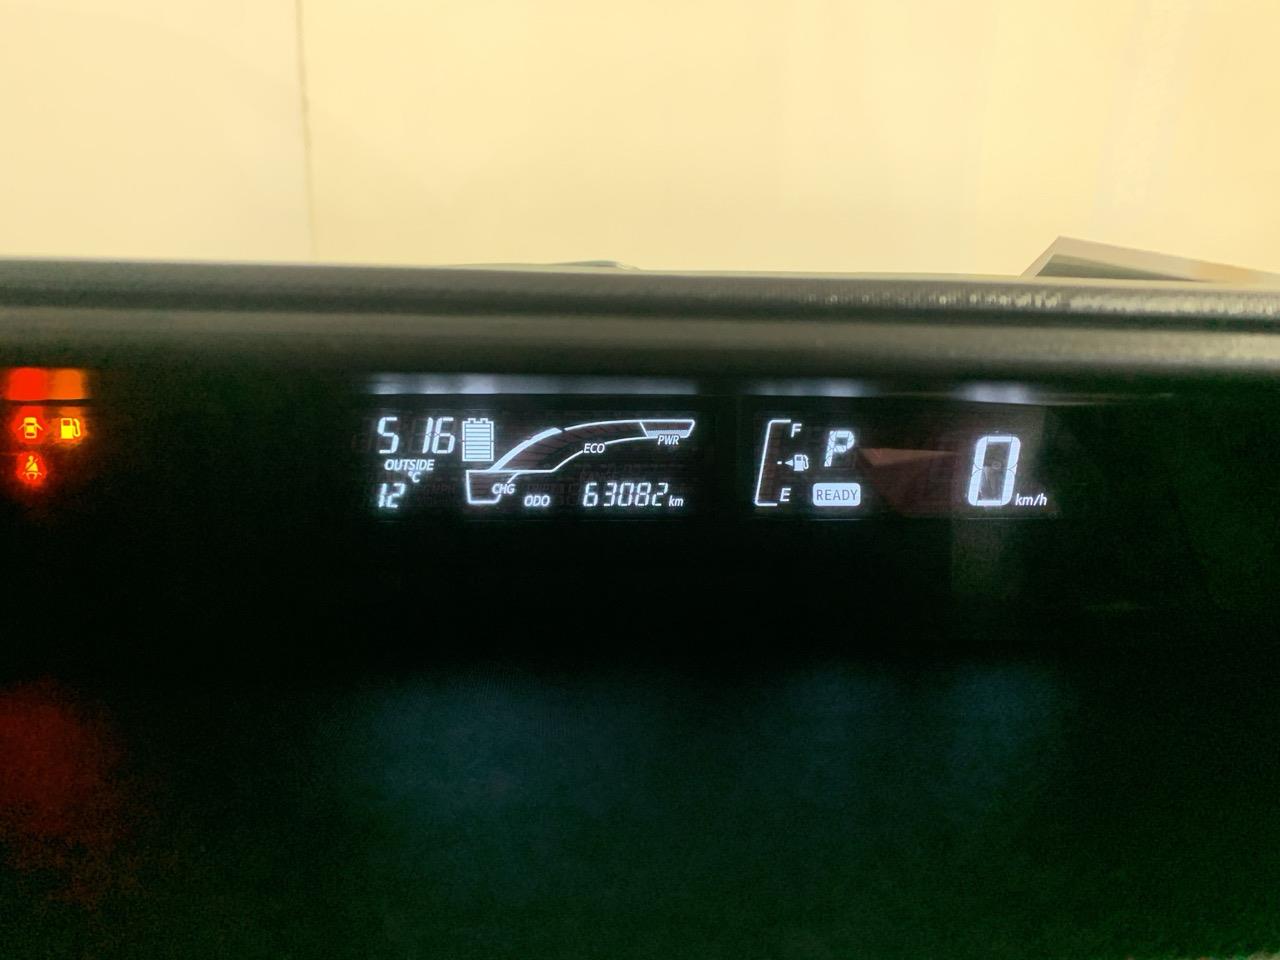 5 16
OUTSIDE
°C
12
CHG
ECO
PWR
ODO 63082 km
F
E
P
READY
0 km/h